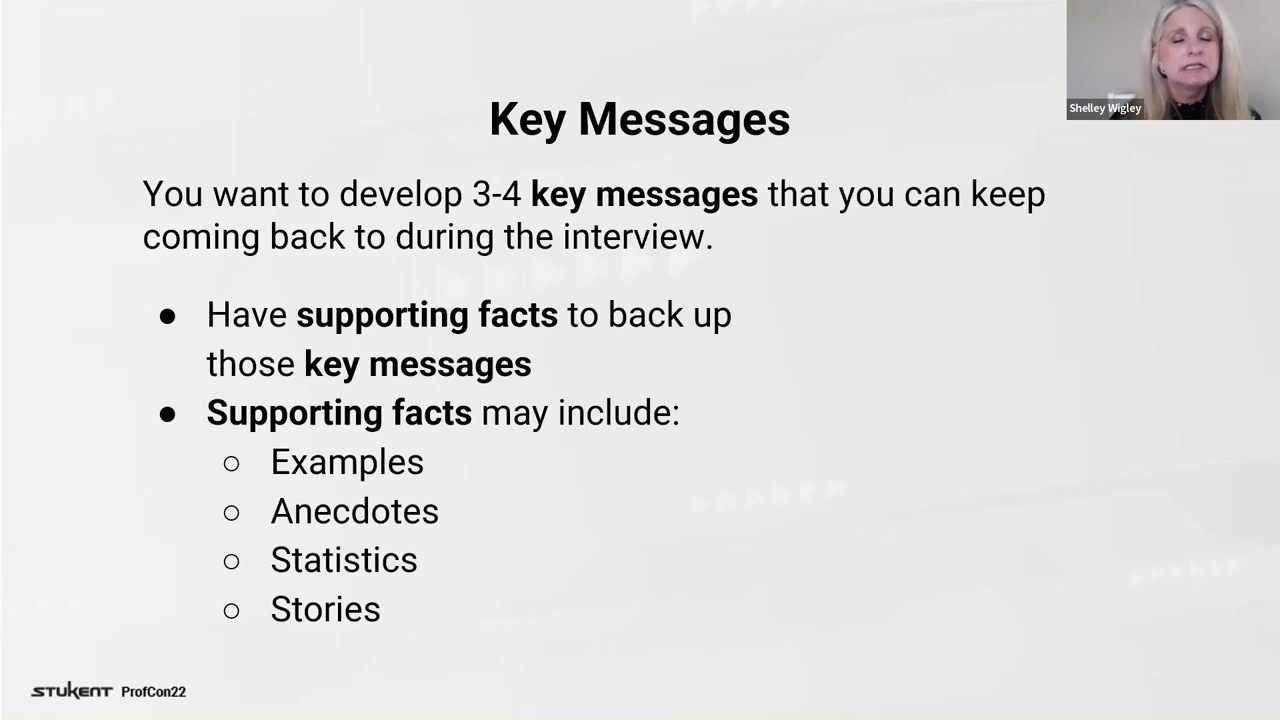 Shelley Wigley
Key Messages
You want to develop 3-4 key messages that you can keep
coming back to during the interview.
● Have supporting facts to back up
those key messages
● Supporting facts may include:
○ Examples
○ Anecdotes
○ Statistics
○ Stories
STUKENT ProfCon22